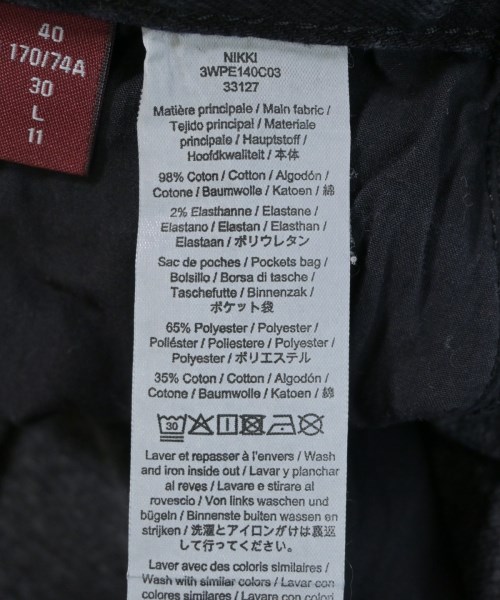 40
170/74A
30
L
11
NIKKI
3WPE140C03
33127
Matière principale / Main fabric /
Tejido principal / Materiale
principale / Hauptstoff /
Hoofdkwaliteit / 本体
98% Coton / Cotton / Algodón /
Cotone / Baumwolle / Katoen / 綿
2% Elasthanne / Elastane /
Elastano / Elastan / Elasthan /
Elastaan / ポリウレタン
Sac de poches / Pockets bag /
Bolsillo / Borsa di tasche /
Taschefutte / Binnenzak /
ポケット袋
65% Polyester / Polyester /
Poliéster / Poliestere / Polyester /
Polyester / ポリエステル
35% Coton / Cotton / Algodón /
Cotone / Baumwolle / Katoen / 綿
30
Laver et repasser à l'envers / Wash
and iron inside out / Lavar y planchar
al reves / Lavare e stirare al
rovescio / Von links waschen und
bügeln / Binnenste buiten wassen en
strijken / 洗濯とアイロンがけは裏返
して行ってください。
Laver avec des coloris similaires /
Wash with similar colors / Lavar con
colores similares / Lavare con colori